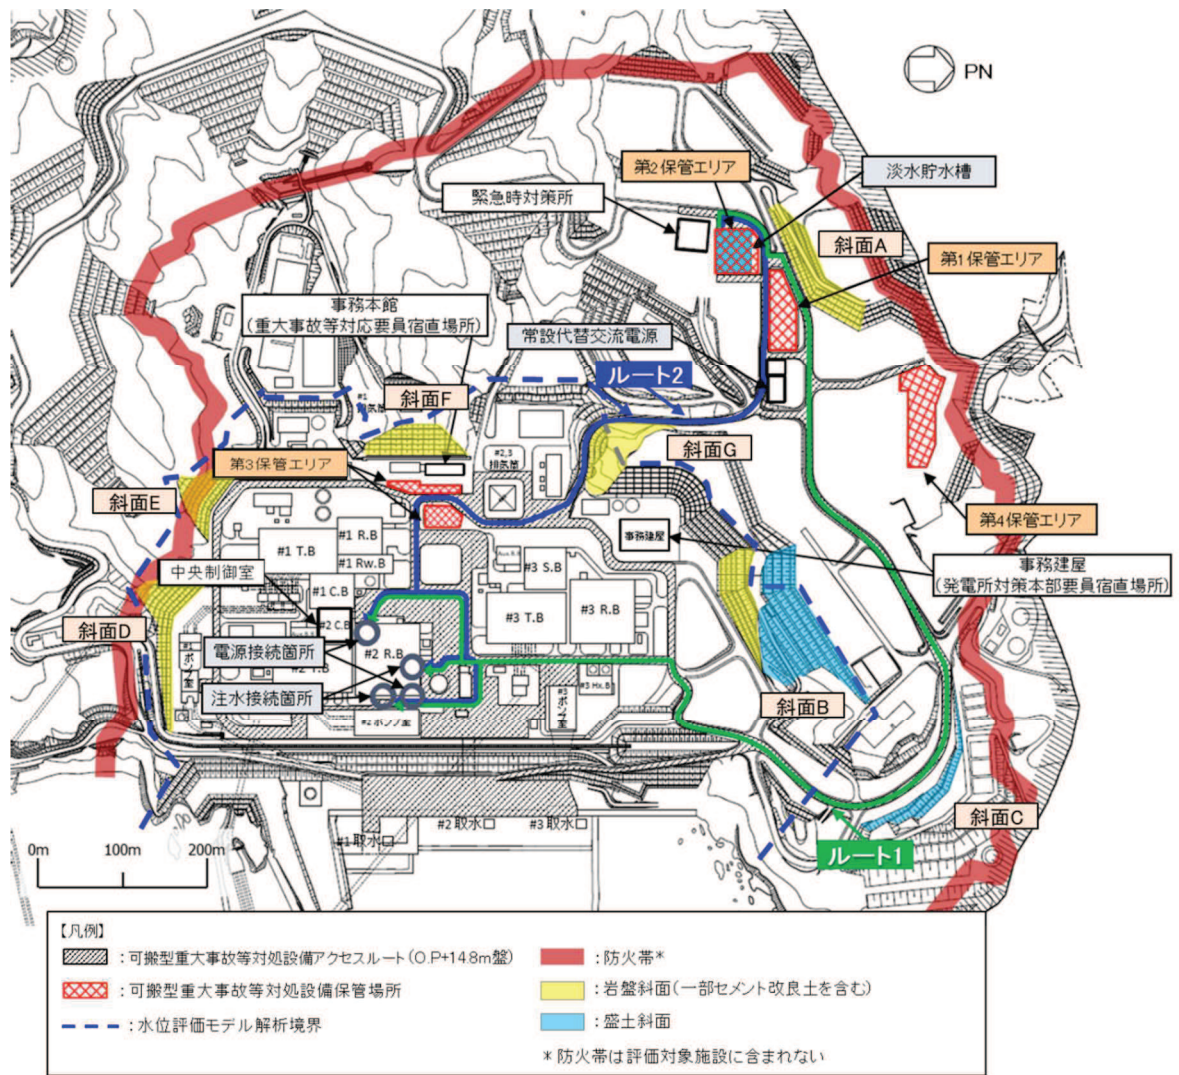 PN
第2保管エリア
淡水貯水槽
緊急時対策所
斜面A
第1保管エリア
事務本館
(重大事故等対応要員宿直場所)
常設代替交流電源
ルート2
斜面F
#1
#2,3
排気筒
斜面G
第3保管エリア
斜面E
第4保管エリア
#1 T.B
#1 R.B
#1 Rw.B
事務建屋
事務建屋
(発電所対策本部要員宿直場所)
中央制御室
#1 C.B
#3 S.B
#2 C.B
#3 T.B
#3 R.B
斜面D
電源接続箇所
#2 R.B
注水接続箇所
#3 Hx.B
斜面B
#2 ポンプ室
#3 ポンプ室
斜面C
#1 取水口
#2 取水口
#3 取水口
ルート1
0m 100m 200m
【凡例】
:可搬型重大事故等対処設備アクセスルート(O.P+14.8m盤)
:防火帯*
:可搬型重大事故等対処設備保管場所
:岩盤斜面(一部セメント改良土を含む)
:水位評価モデル解析境界
:盛土斜面
*防火帯は評価対象施設に含まれない